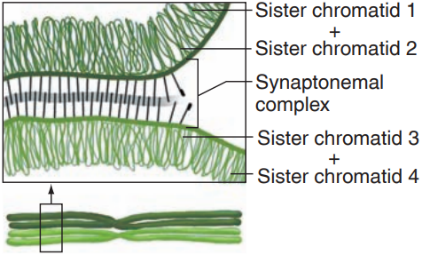 Sister chromatid 1
+
Sister chromatid 2
Synaptonemal
complex
Sister chromatid 3
+
Sister chromatid 4